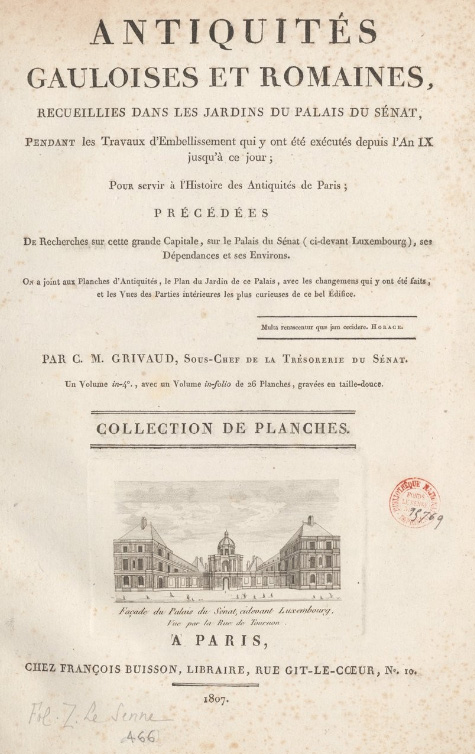 ANTIQUITÉS
GAULOISES ET ROMAINES,
RECUEILLIES DANS LES JARDINS DU PALAIS DU SÉNAT,
PENDANT les Travaux d'Embellissement qui y ont été exécutés depuis l'An IX
jusqu'à ce jour ;
POUR servir à l'Histoire des Antiquités de Paris ;
PRÉCÉDÉES
DE Recherches sur cette grande Capitale, sur le Palais du Sénat ( ci-devant Luxembourg ), ses
Dépendances et ses Environs.
ON a joint aux Planches d'Antiquités, le Plan du Jardin de ce Palais, avec les changemens qui y ont été faits,
et les Vues des Parties intérieures les plus curieuses de ce bel Édifice.
Multa renascentur que jam cecidere. HORACE.
PAR C. M. GRIVAUD, SOUS-CHEF DE LA TRÉSORERIE DU SÉNAT.
Un Volume in-4°., avec un Volume in-folio de 26 Planches, gravées en taille-douce.
COLLECTION DE PLANCHES.
Façade du Palais du Sénat, cidevant Luxembourg,
Vue par la Rue de Tournon.
BIBLIOTHÈQUE
FONDS
LE SENNE
A PARIS,
CHEZ FRANÇOIS BUISSON, LIBRAIRE, RUE GIT-LE-CŒUR, N°. 10.
1807.
Fol. Z. Le Senne
466